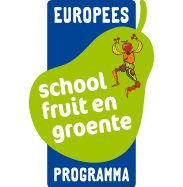 EUROPEES
school
fruit en
groente
PROGRAMMA